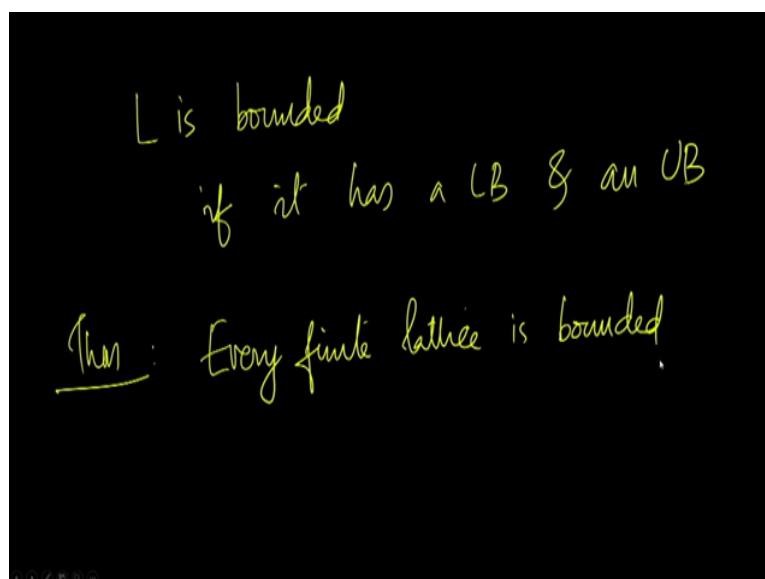 L is bounded
if it has a LB & an UB
Thm : Every finite lattice is bounded